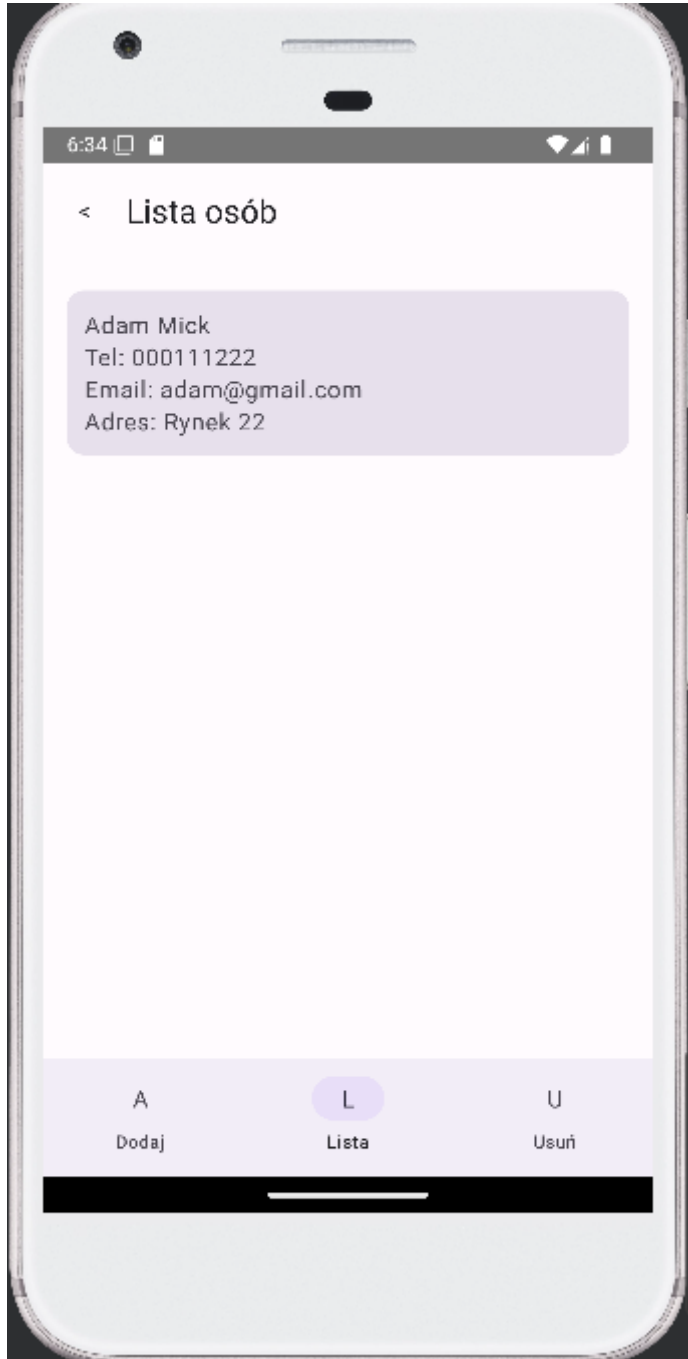 6:34
< Lista osób
Adam Mick
Tel: 000111222
Email: adam@gmail.com
Adres: Rynek 22
A L U
Dodaj Lista Usuń